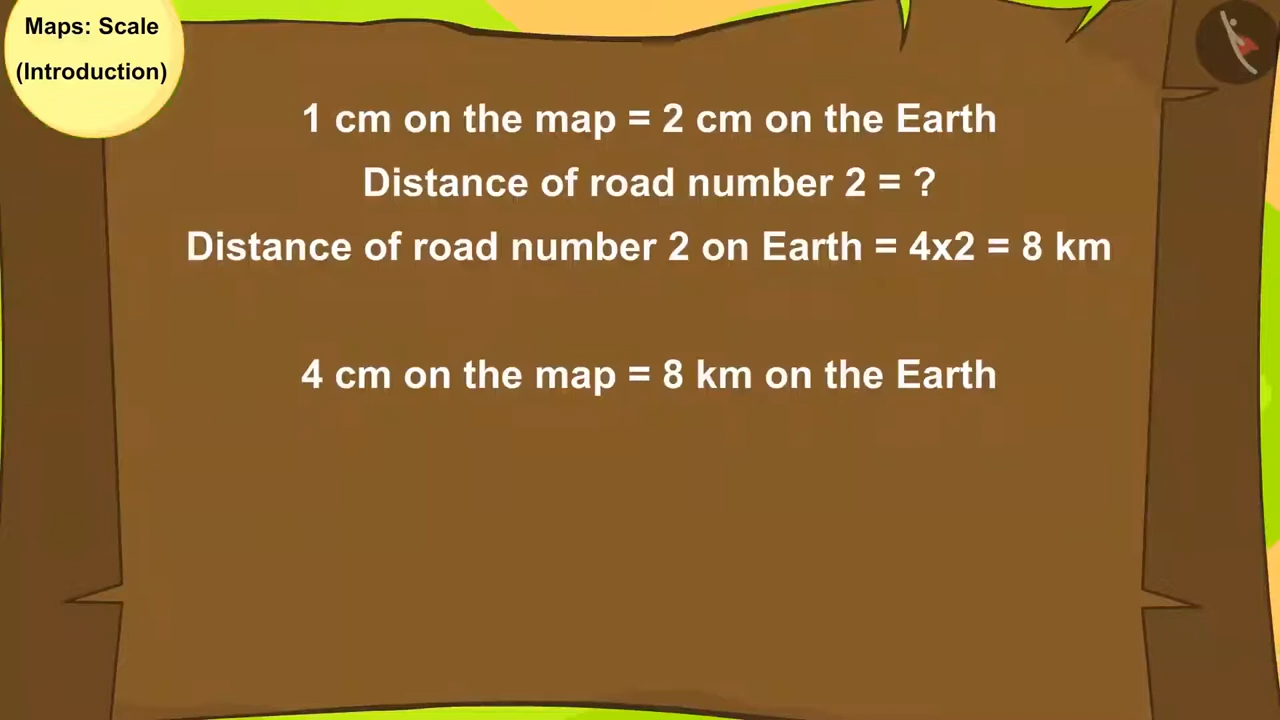 Maps: Scale
(Introduction)
1 cm on the map = 2 cm on the Earth
Distance of road number 2 = ?
Distance of road number 2 on Earth = 4x2 = 8 km
4 cm on the map = 8 km on the Earth